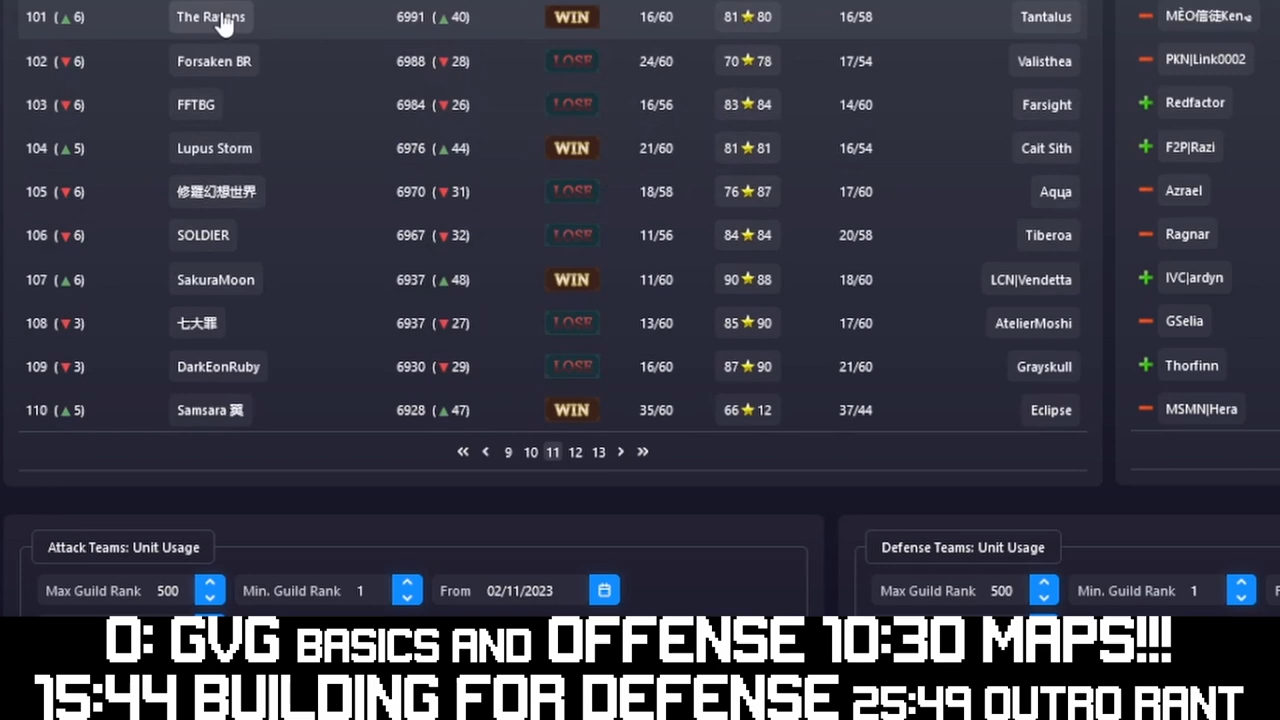 101 (▲6) The Ravens 6991 (▲40) WIN 16/60 81★80 16/58 Tantalus
102 (▼6) Forsaken BR 6988 (▼28) LOSE 24/60 70★78 17/54 Valisthea
103 (▼6) FFTBG 6984 (▼26) LOSE 16/56 83★84 14/60 Farsight
104 (▲5) Lupus Storm 6976 (▲44) WIN 21/60 81★81 16/54 Cait Sith
105 (▼6) 修羅幻想世界 6970 (▼31) LOSE 18/58 76★87 17/60 Aqua
106 (▼6) SOLDIER 6967 (▼32) LOSE 11/56 84★84 20/58 Tiberoa
107 (▲6) SakuraMoon 6937 (▲48) WIN 11/60 90★88 18/60 LCN|Vendetta
108 (▼3) 七大罪 6937 (▼27) LOSE 13/60 85★90 17/60 AtelierMoshi
109 (▼3) DarkEonRuby 6930 (▼29) LOSE 16/60 87★90 21/60 Grayskull
110 (▲5) Samsara 翼 6928 (▲47) WIN 35/60 66★12 37/44 Eclipse
« ‹ 9 10 11 12 13 › »
− MÈO信徒Ken
− PKN|Link0002
+ Redfactor
+ F2P|Razi
− Azrael
− Ragnar
+ IVC|ardyn
− GSelia
+ Thorfinn
− MSMN|Hera
Attack Teams: Unit Usage
Max Guild Rank 500 Min. Guild Rank 1 From 02/11/2023
Defense Teams: Unit Usage
Max Guild Rank 500 Min. Guild Rank 1
0: GVG BASICS AND OFFENSE 10:30 MAPS!!!
15:44 BUILDING FOR DEFENSE 25:49 OUTRO RANT